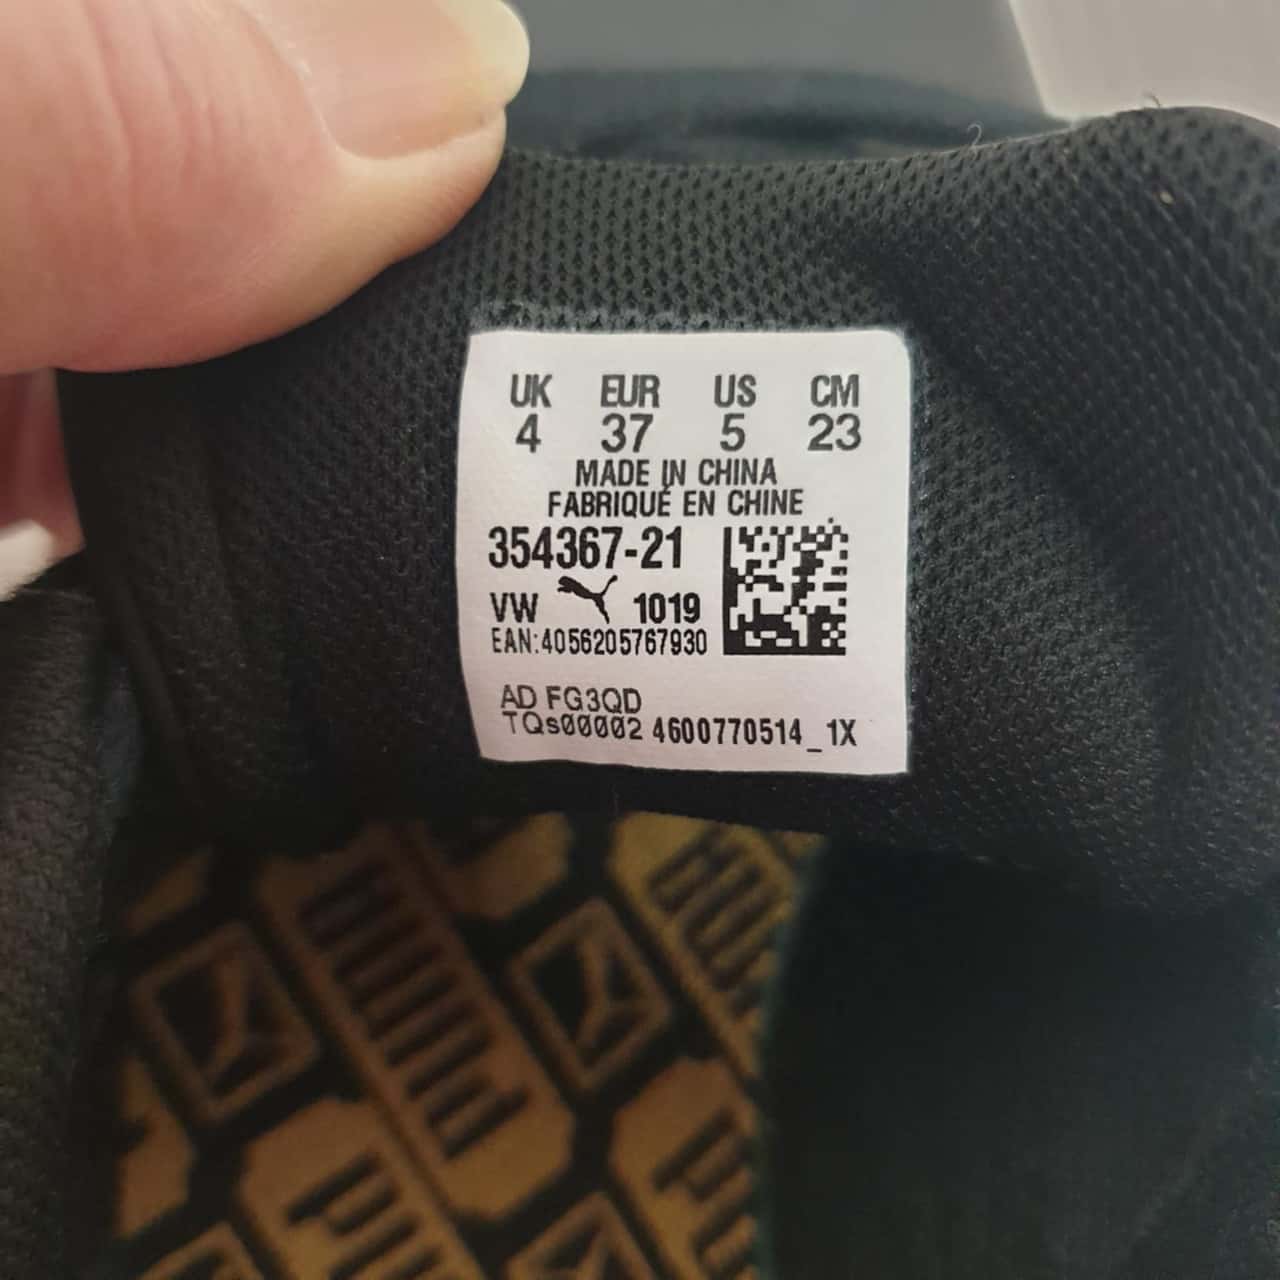 UK EUR US CM
4 37 5 23
MADE IN CHINA
FABRIQUÉ EN CHINE
354367-21
VW 1019
EAN:4056205767930
AD FG3QD
TQs00002 4600770514_1X
PUMA